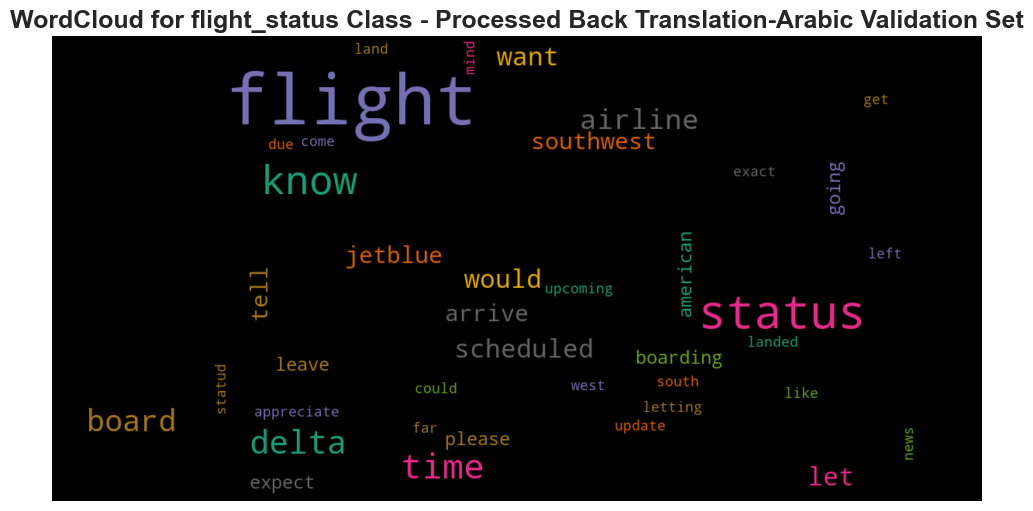 WordCloud for flight_status Class - Processed Back Translation-Arabic Validation Set
land
mind
want
flight
get
airline
due
come
southwest
know
exact
going
jetblue
left
tell
would
upcoming
american
arrive
status
scheduled
landed
boarding
leave
statud
could
west
south
like
board
appreciate
letting
far
update
delta
please
news
time
expect
let